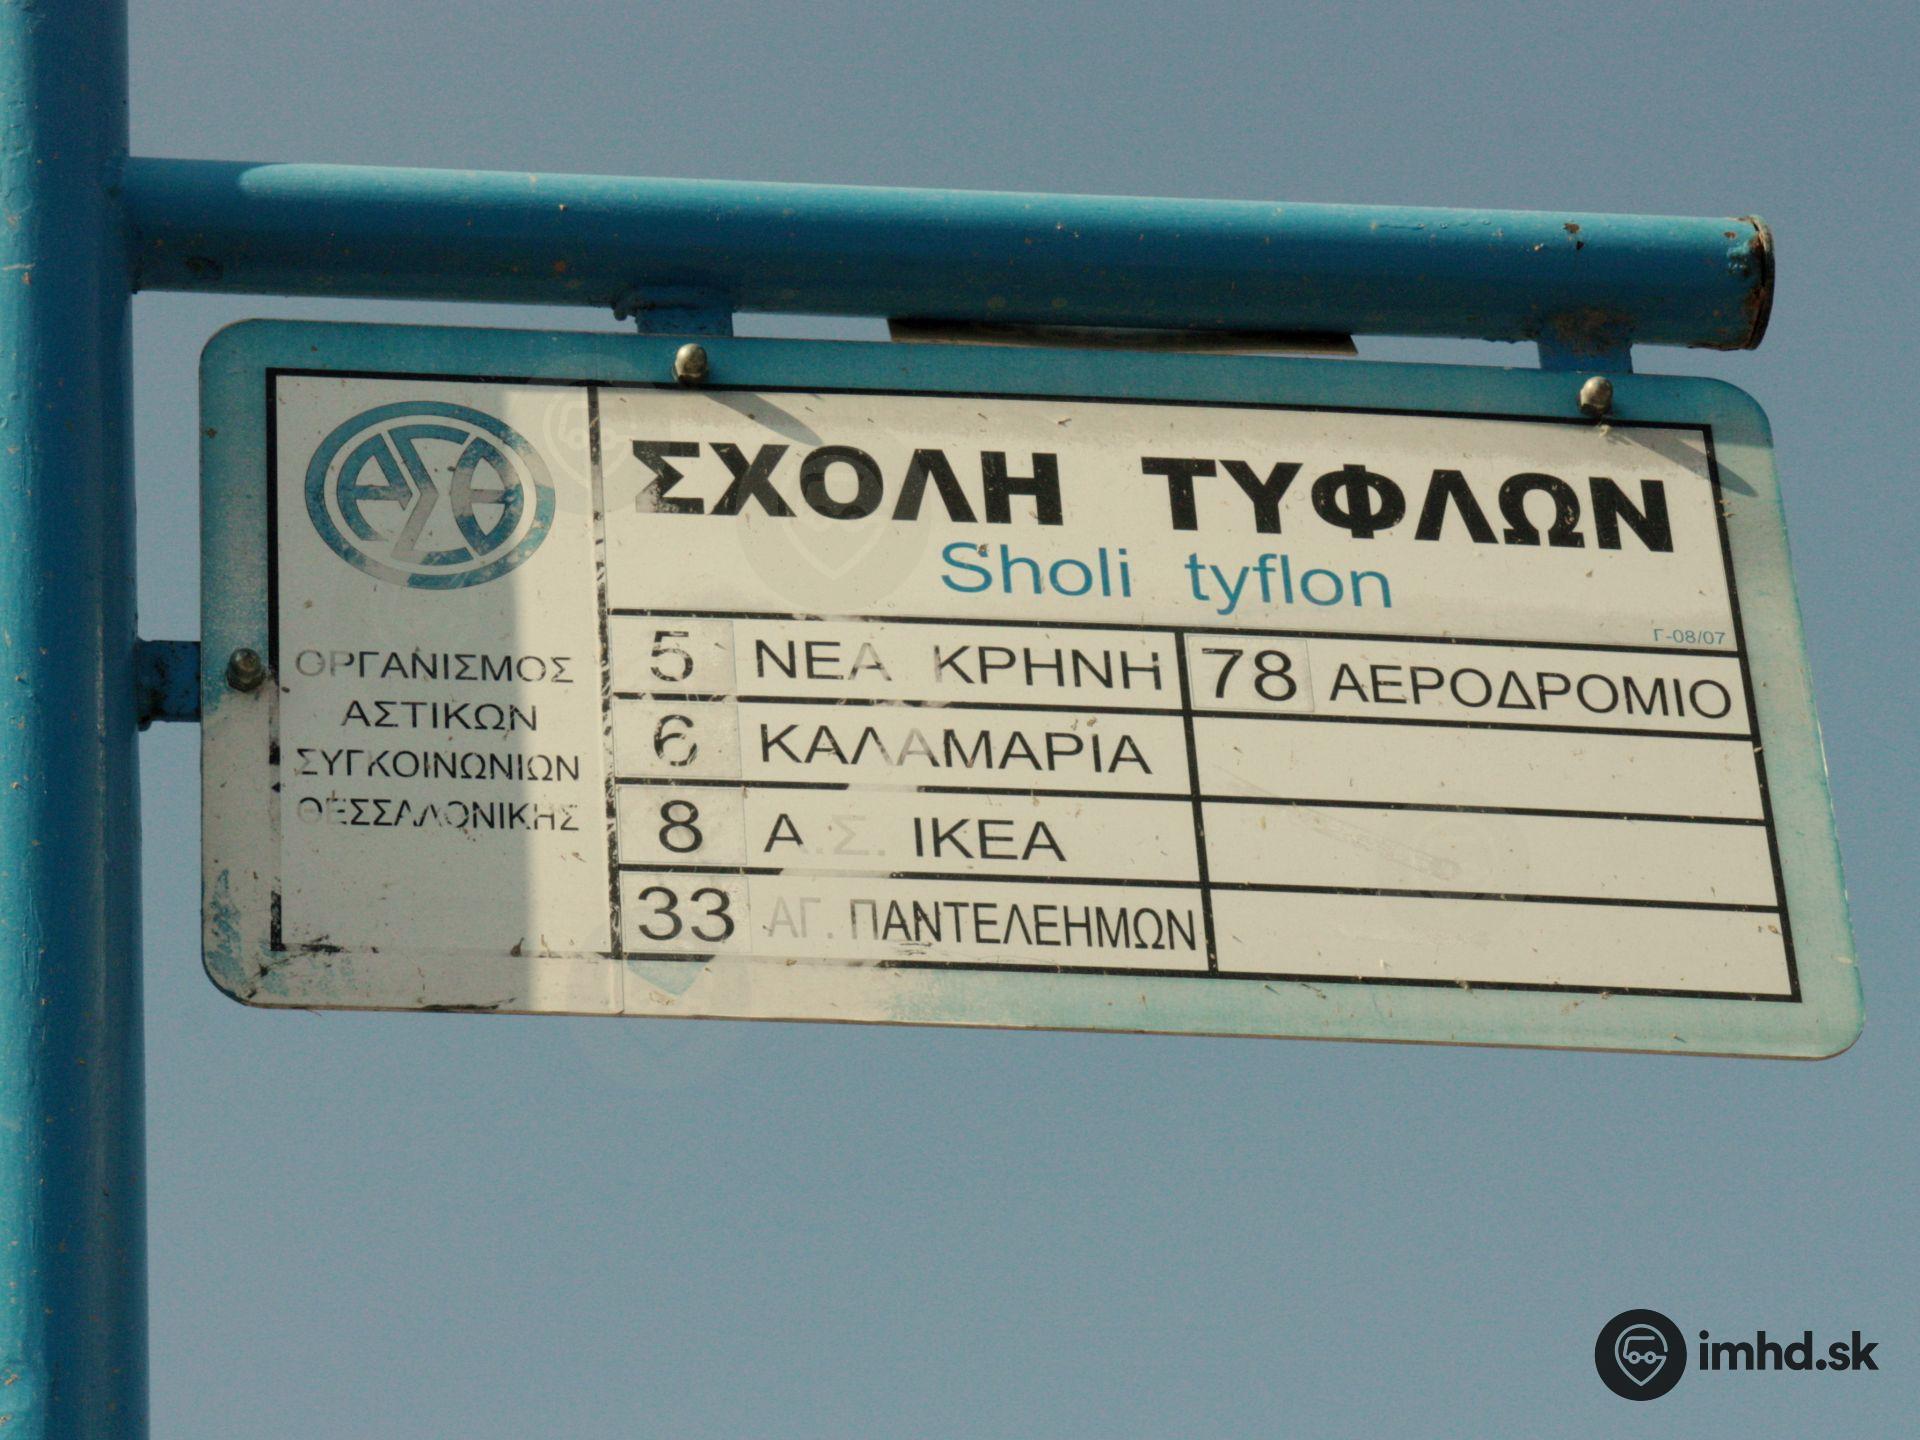 ΑΣΘ
ΟΡΓΑΝΙΣΜΟΣ
ΑΣΤΙΚΩΝ
ΣΥΓΚΟΙΝΩΝΙΩΝ
ΘΕΣΣΑΛΟΝΙΚΗΣ
ΣΧΟΛΗ ΤΥΦΛΩΝ
Sholi tyflon
Γ-08/07
5 ΝΕΑ ΚΡΗΝΗ
6 ΚΑΛΑΜΑΡΙΑ
8 Α.Σ. ΙΚΕΑ
33 ΑΓ. ΠΑΝΤΕΛΕΗΜΩΝ
78 ΑΕΡΟΔΡΟΜΙΟ
imhd.sk